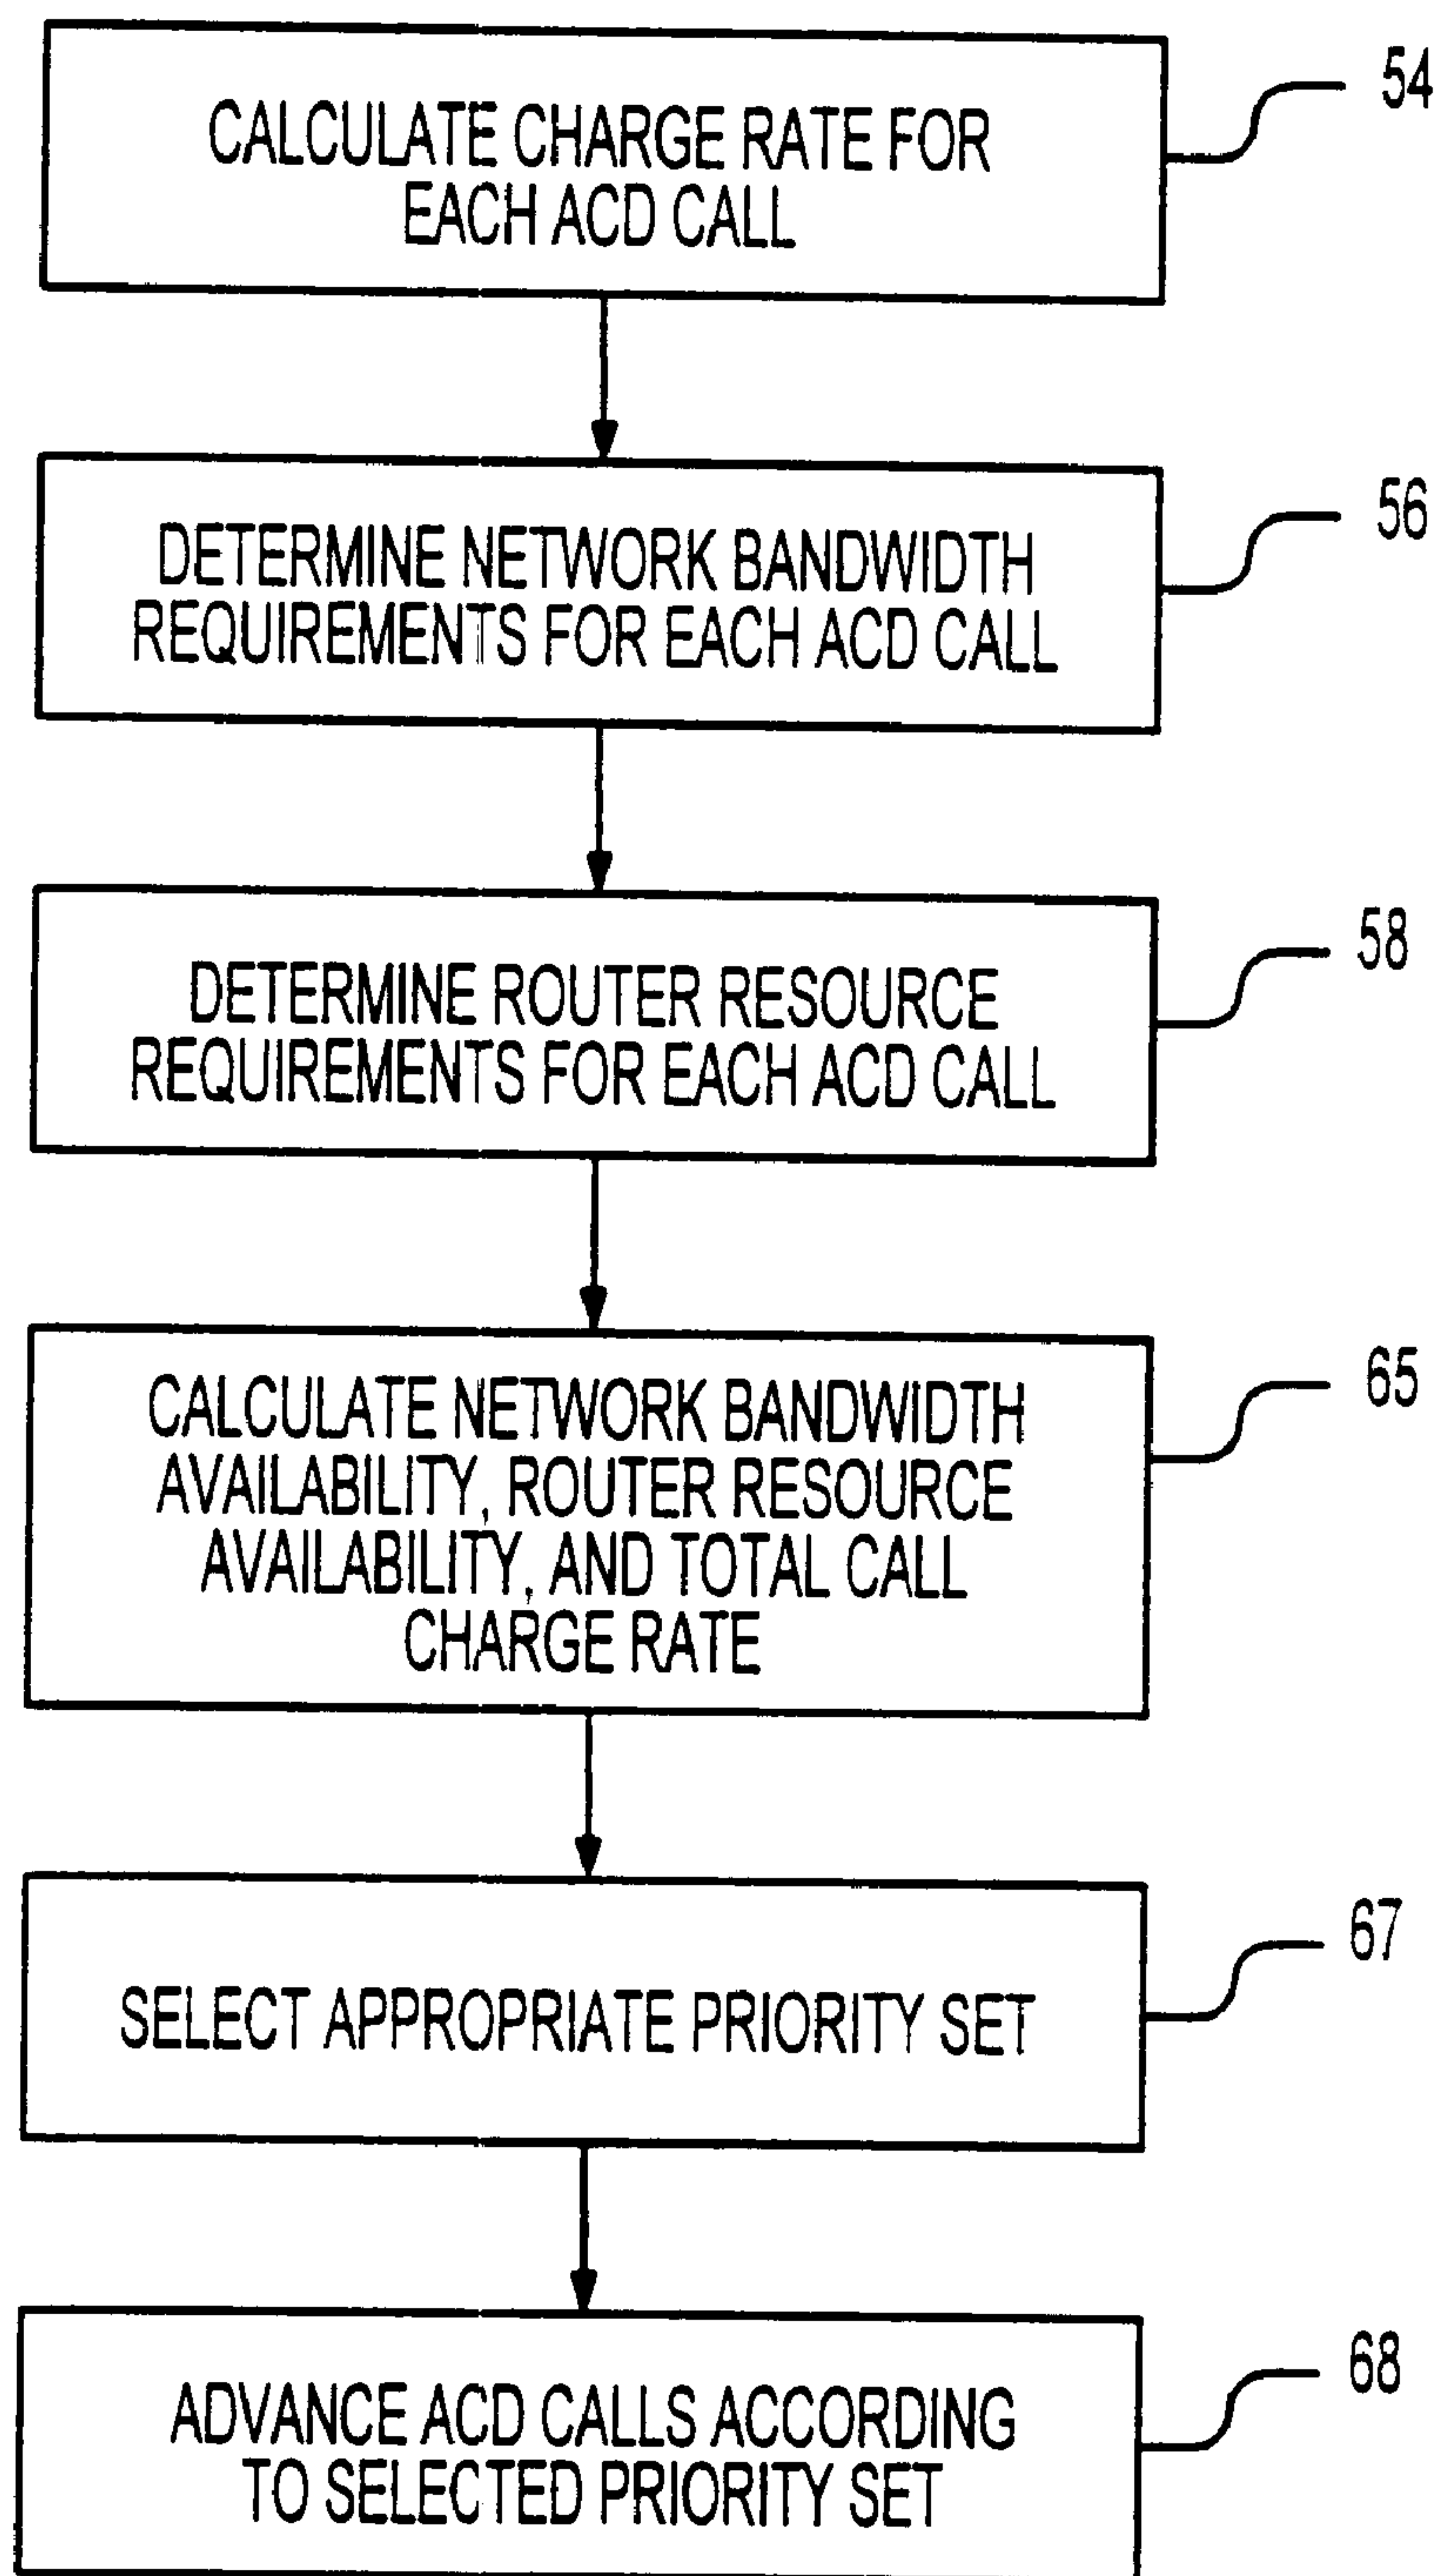 CALCULATE CHARGE RATE FOR
EACH ACD CALL
54
DETERMINE NETWORK BANDWIDTH
REQUIREMENTS FOR EACH ACD CALL
56
DETERMINE ROUTER RESOURCE
REQUIREMENTS FOR EACH ACD CALL
58
CALCULATE NETWORK BANDWIDTH
AVAILABILITY, ROUTER RESOURCE
AVAILABILITY, AND TOTAL CALL
CHARGE RATE
65
SELECT APPROPRIATE PRIORITY SET
67
ADVANCE ACD CALLS ACCORDING
TO SELECTED PRIORITY SET
68